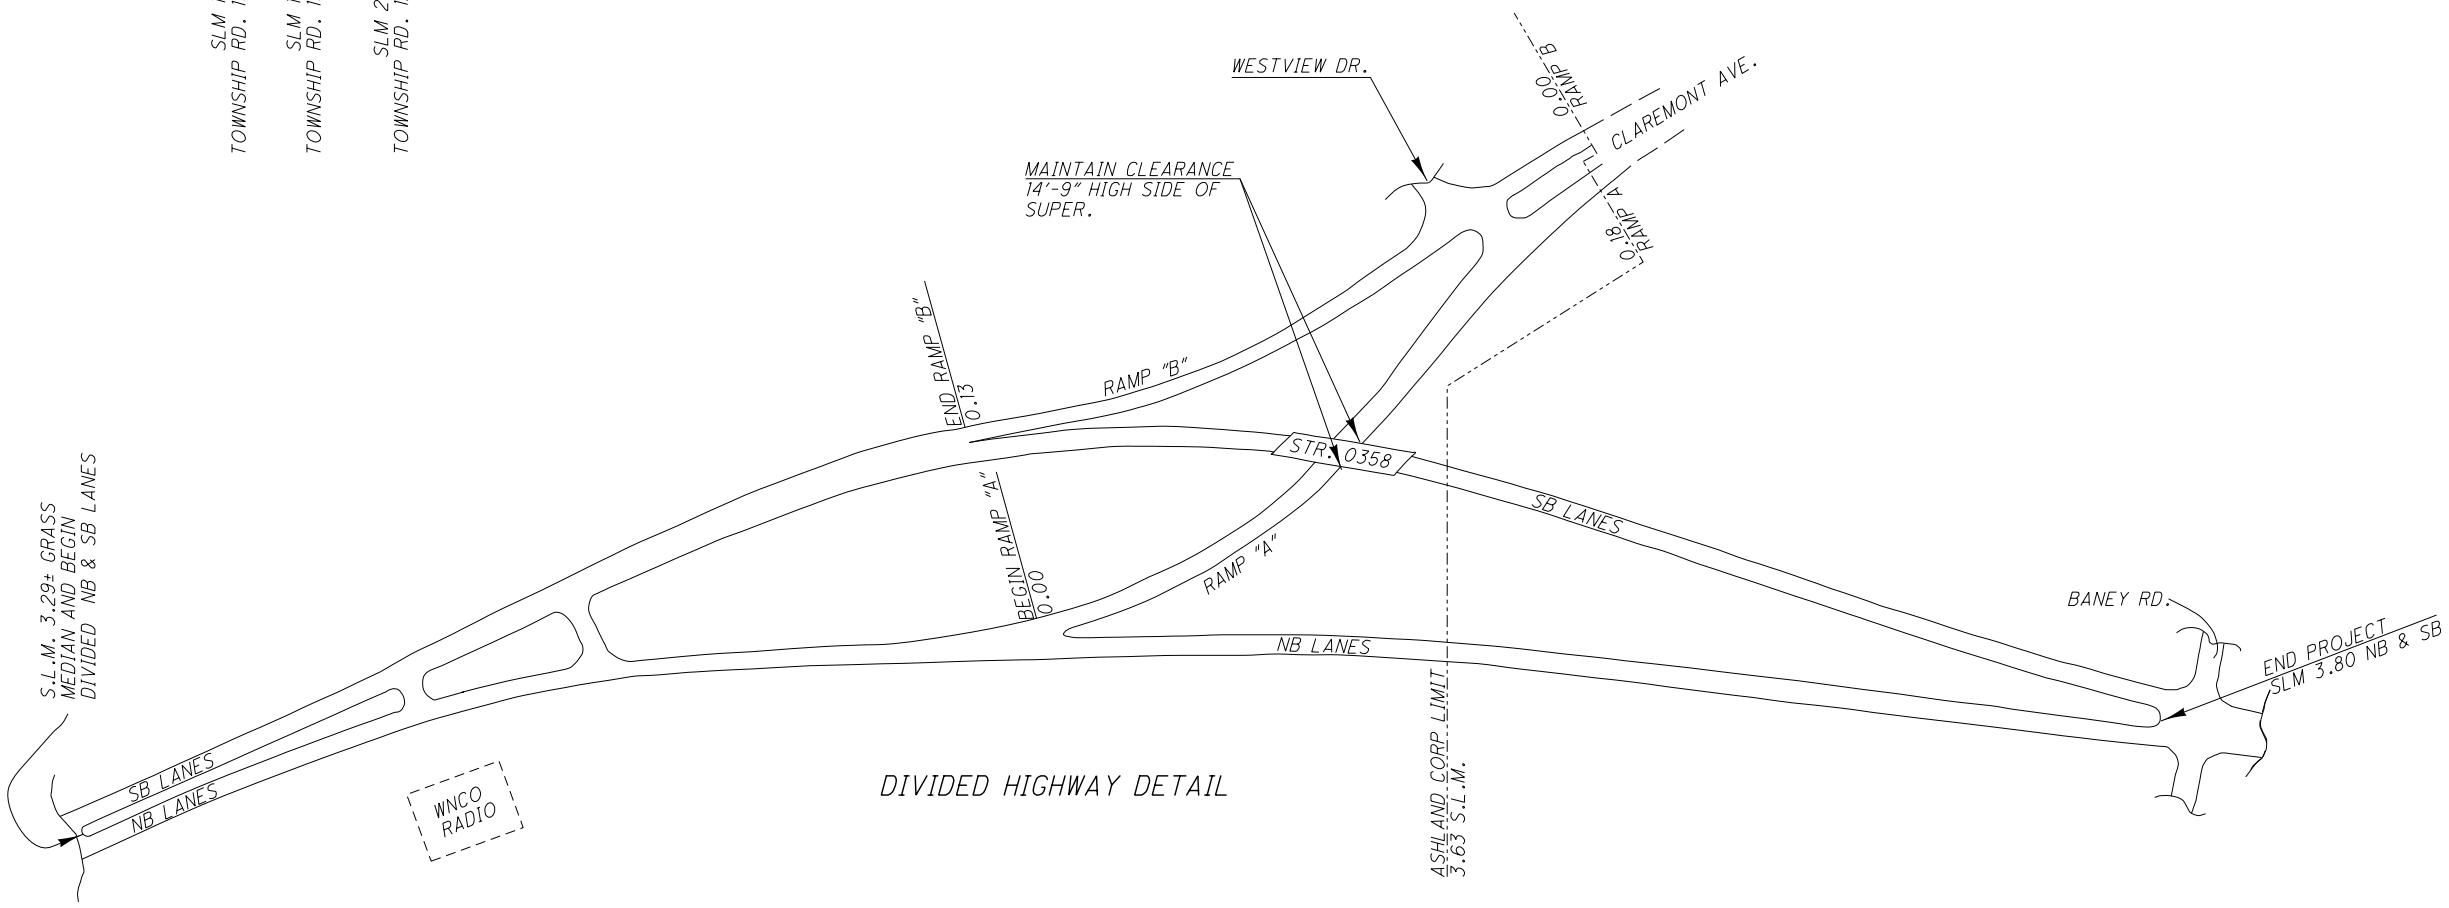 SLM
TOWNSHIP RD.
SLM
TOWNSHIP RD.
SLM 2
TOWNSHIP RD.
WESTVIEW DR.
0.00
RAMP B
CLAREMONT AVE.
MAINTAIN CLEARANCE
14'-9" HIGH SIDE OF
SUPER.
0.18
RAMP A
END RAMP "B"
0.13
RAMP "B"
STR. 0358
S.L.M. 3.29± GRASS
MEDIAN AND BEGIN
DIVIDED NB & SB LANES
BEGIN RAMP "A"
0.00
RAMP "A"
SB LANES
NB LANES
BANEY RD.
END PROJECT
SLM 3.80 NB & SB
SB LANES
NB LANES
WNCO
RADIO
DIVIDED HIGHWAY DETAIL
ASHLAND CORP LIMIT
3.63 S.L.M.